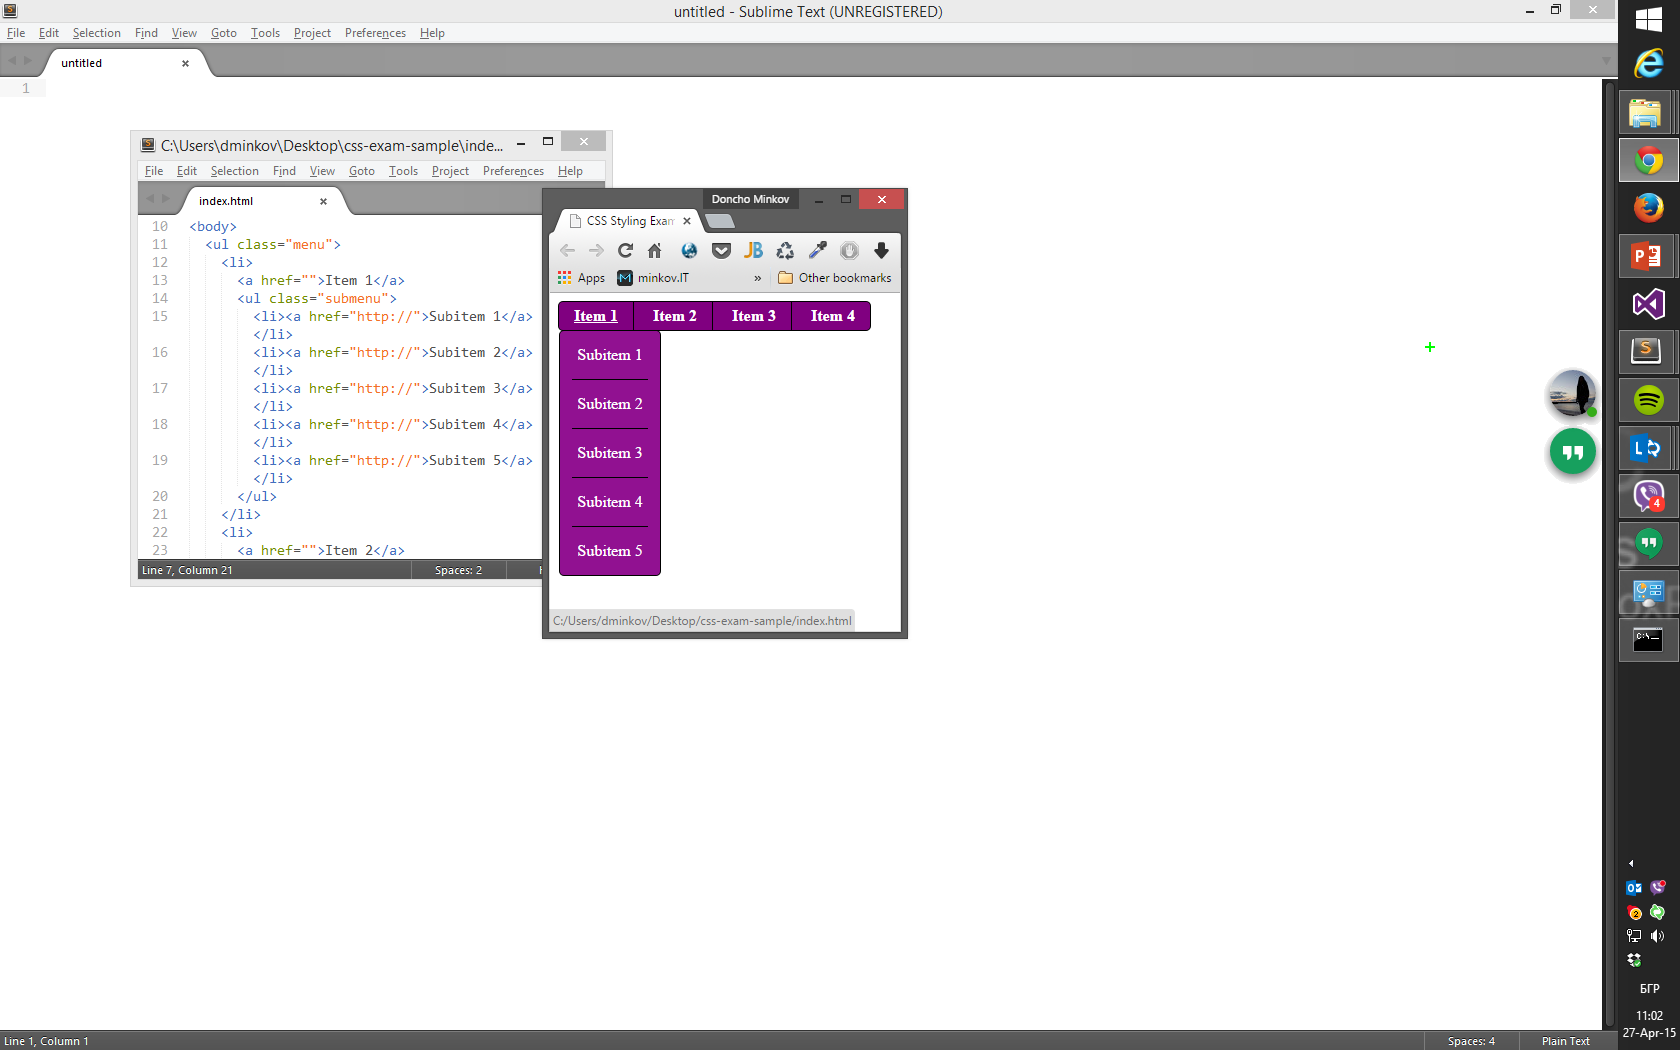 untitled - Sublime Text (UNREGISTERED)
File Edit Selection Find View Goto Tools Project Preferences Help
untitled
1
C:\Users\dminkov\Desktop\css-exam-sample\inde...
File Edit Selection Find View Goto Tools Project Preferences Help
index.html
10 <body>
11 <ul class="menu">
12 <li>
13 <a href="">Item 1</a>
14 <ul class="submenu">
15 <li><a href="http://">Subitem 1</a>
</li>
16 <li><a href="http://">Subitem 2</a>
</li>
17 <li><a href="http://">Subitem 3</a>
</li>
18 <li><a href="http://">Subitem 4</a>
</li>
19 <li><a href="http://">Subitem 5</a>
</li>
20 </ul>
21 </li>
22 <li>
23 <a href="">Item 2</a>
Line 7, Column 21 Spaces: 2
Doncho Minkov
CSS Styling Exam
JB
Apps minkov.IT » Other bookmarks
Item 1 Item 2 Item 3 Item 4
Subitem 1
Subitem 2
Subitem 3
Subitem 4
Subitem 5
C:/Users/dminkov/Desktop/css-exam-sample/index.html
4
2
БГР
11:02
27-Apr-15
Line 1, Column 1 Spaces: 4 Plain Text